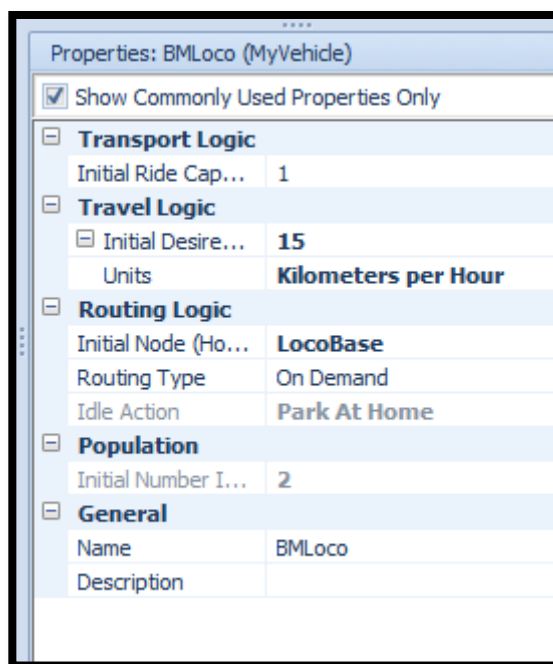 Properties: BMLoco (MyVehicle)
Show Commonly Used Properties Only
Transport Logic
Initial Ride Cap... 1
Travel Logic
Initial Desire... 15
Units Kilometers per Hour
Routing Logic
Initial Node (Ho... LocoBase
Routing Type On Demand
Idle Action Park At Home
Population
Initial Number I... 2
General
Name BMLoco
Description